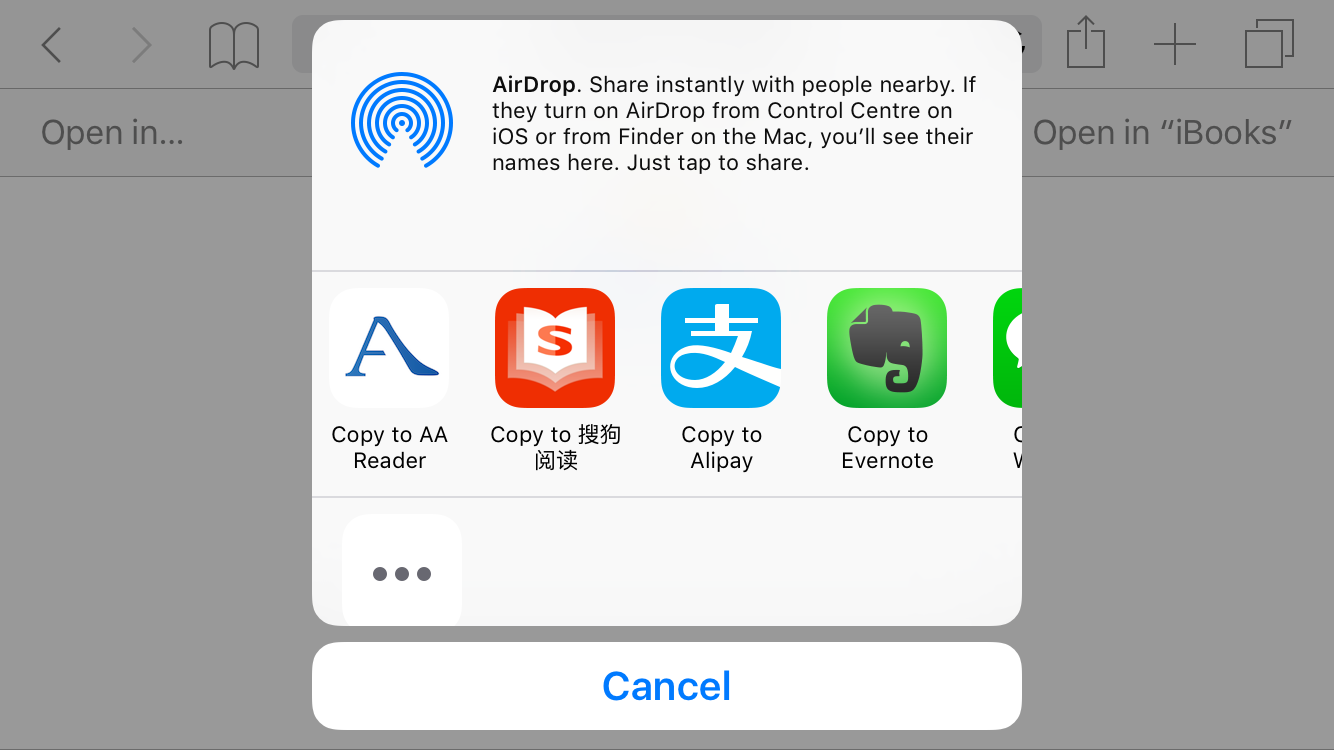 Open in...
Open in “iBooks”
AirDrop. Share instantly with people nearby. If
they turn on AirDrop from Control Centre on
iOS or from Finder on the Mac, you’ll see their
names here. Just tap to share.
Copy to AA
Reader
Copy to 搜狗
阅读
Copy to
Alipay
Copy to
Evernote
Cancel